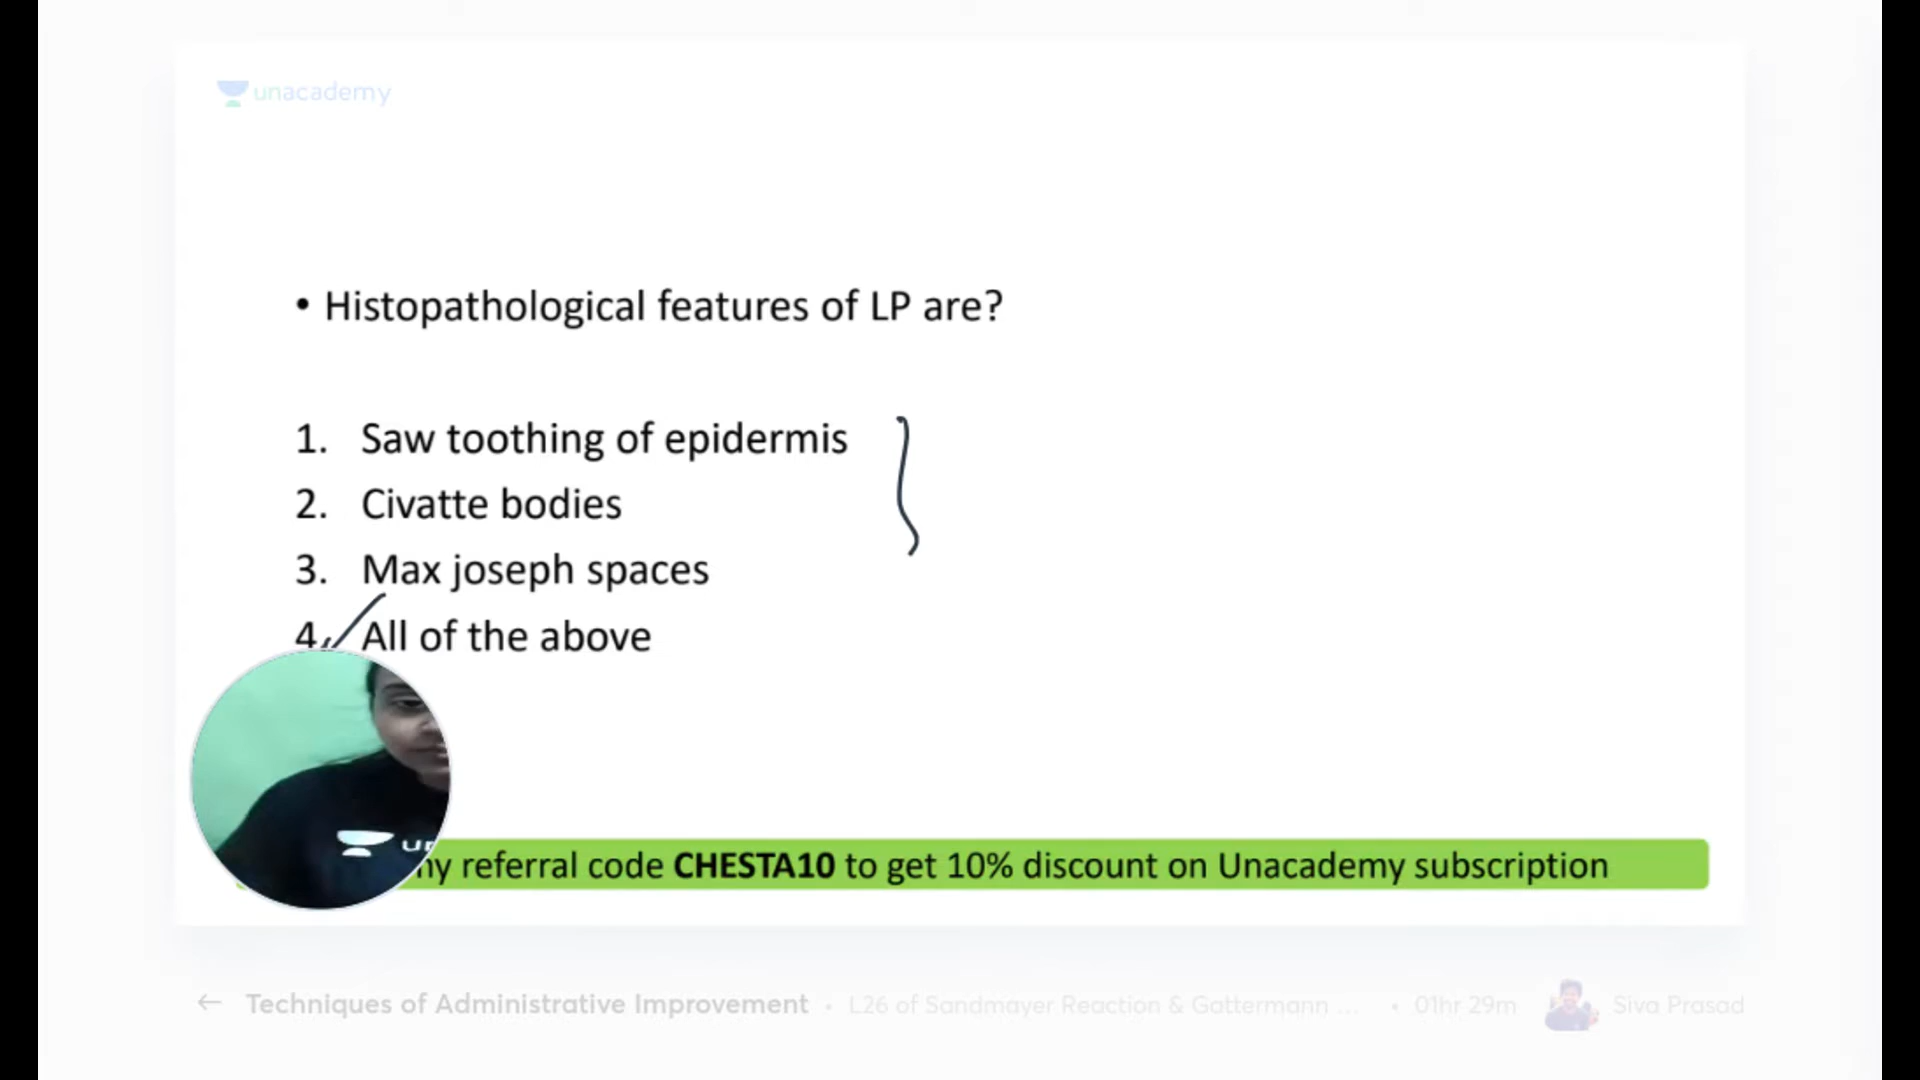 unacademy
• Histopathological features of LP are?
1. Saw toothing of epidermis
2. Civatte bodies
3. Max joseph spaces
4. All of the above
referral code CHESTA10 to get 10% discount on Unacademy subscription
← Techniques of Administrative Improvement • L26 of Sandmayer Reaction & Gattermann ... • 01hr 29m Siva Prasad